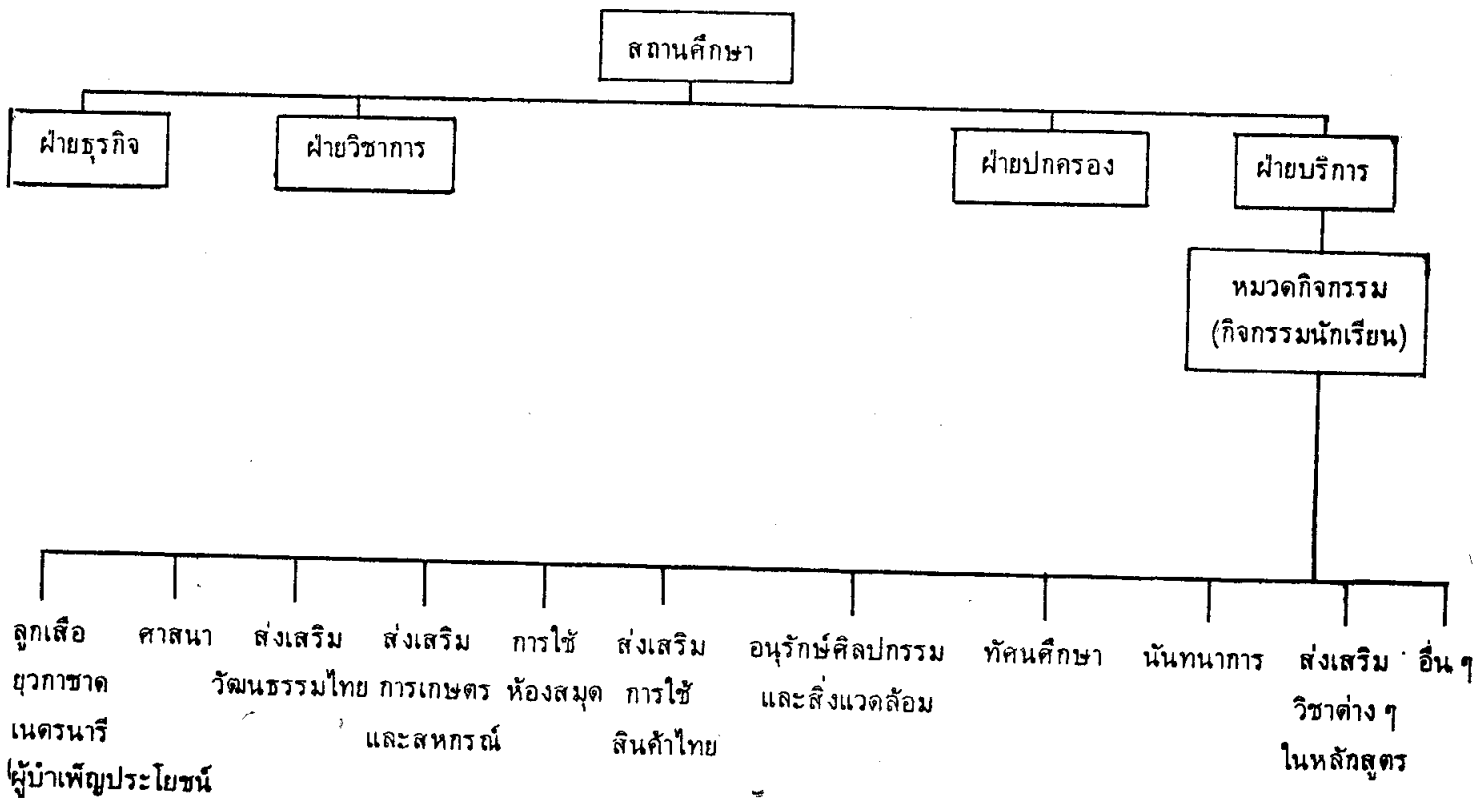 สถานศึกษา
ฝ่ายธุรกิจ
ฝ่ายวิชาการ
ฝ่ายปกครอง
ฝ่ายบริการ
หมวดกิจกรรม
(กิจกรรมนักเรียน)
ลูกเสือ
ยุวกาชาด
เนตรนารี
ผู้บำเพ็ญประโยชน์
ศาสนา
ส่งเสริม
วัฒนธรรมไทย
ส่งเสริม
การเกษตร
และสหกรณ์
การใช้
ห้องสมุด
ส่งเสริม
การใช้
สินค้าไทย
อนุรักษ์ศิลปกรรม
และสิ่งแวดล้อม
ทัศนศึกษา
นันทนาการ
ส่งเสริม
วิชาต่าง ๆ
ในหลักสูตร
อื่น ๆ